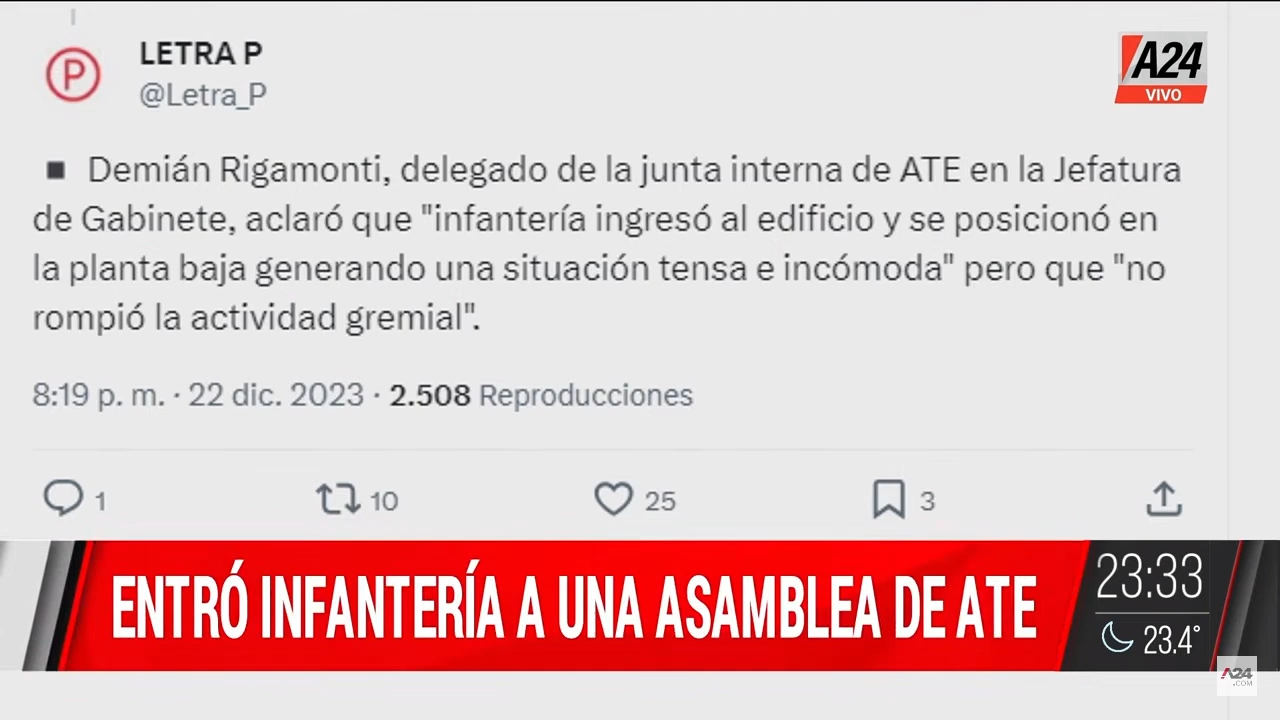 LETRA P
@Letra_P
A24
VIVO
▪ Demián Rigamonti, delegado de la junta interna de ATE en la Jefatura
de Gabinete, aclaró que "infantería ingresó al edificio y se posicionó en
la planta baja generando una situación tensa e incómoda" pero que "no
rompió la actividad gremial".
8:19 p. m. · 22 dic. 2023 · 2.508 Reproducciones
1 10 25 3
ENTRÓ INFANTERÍA A UNA ASAMBLEA DE ATE
23:33
23.4°
A24
.COM